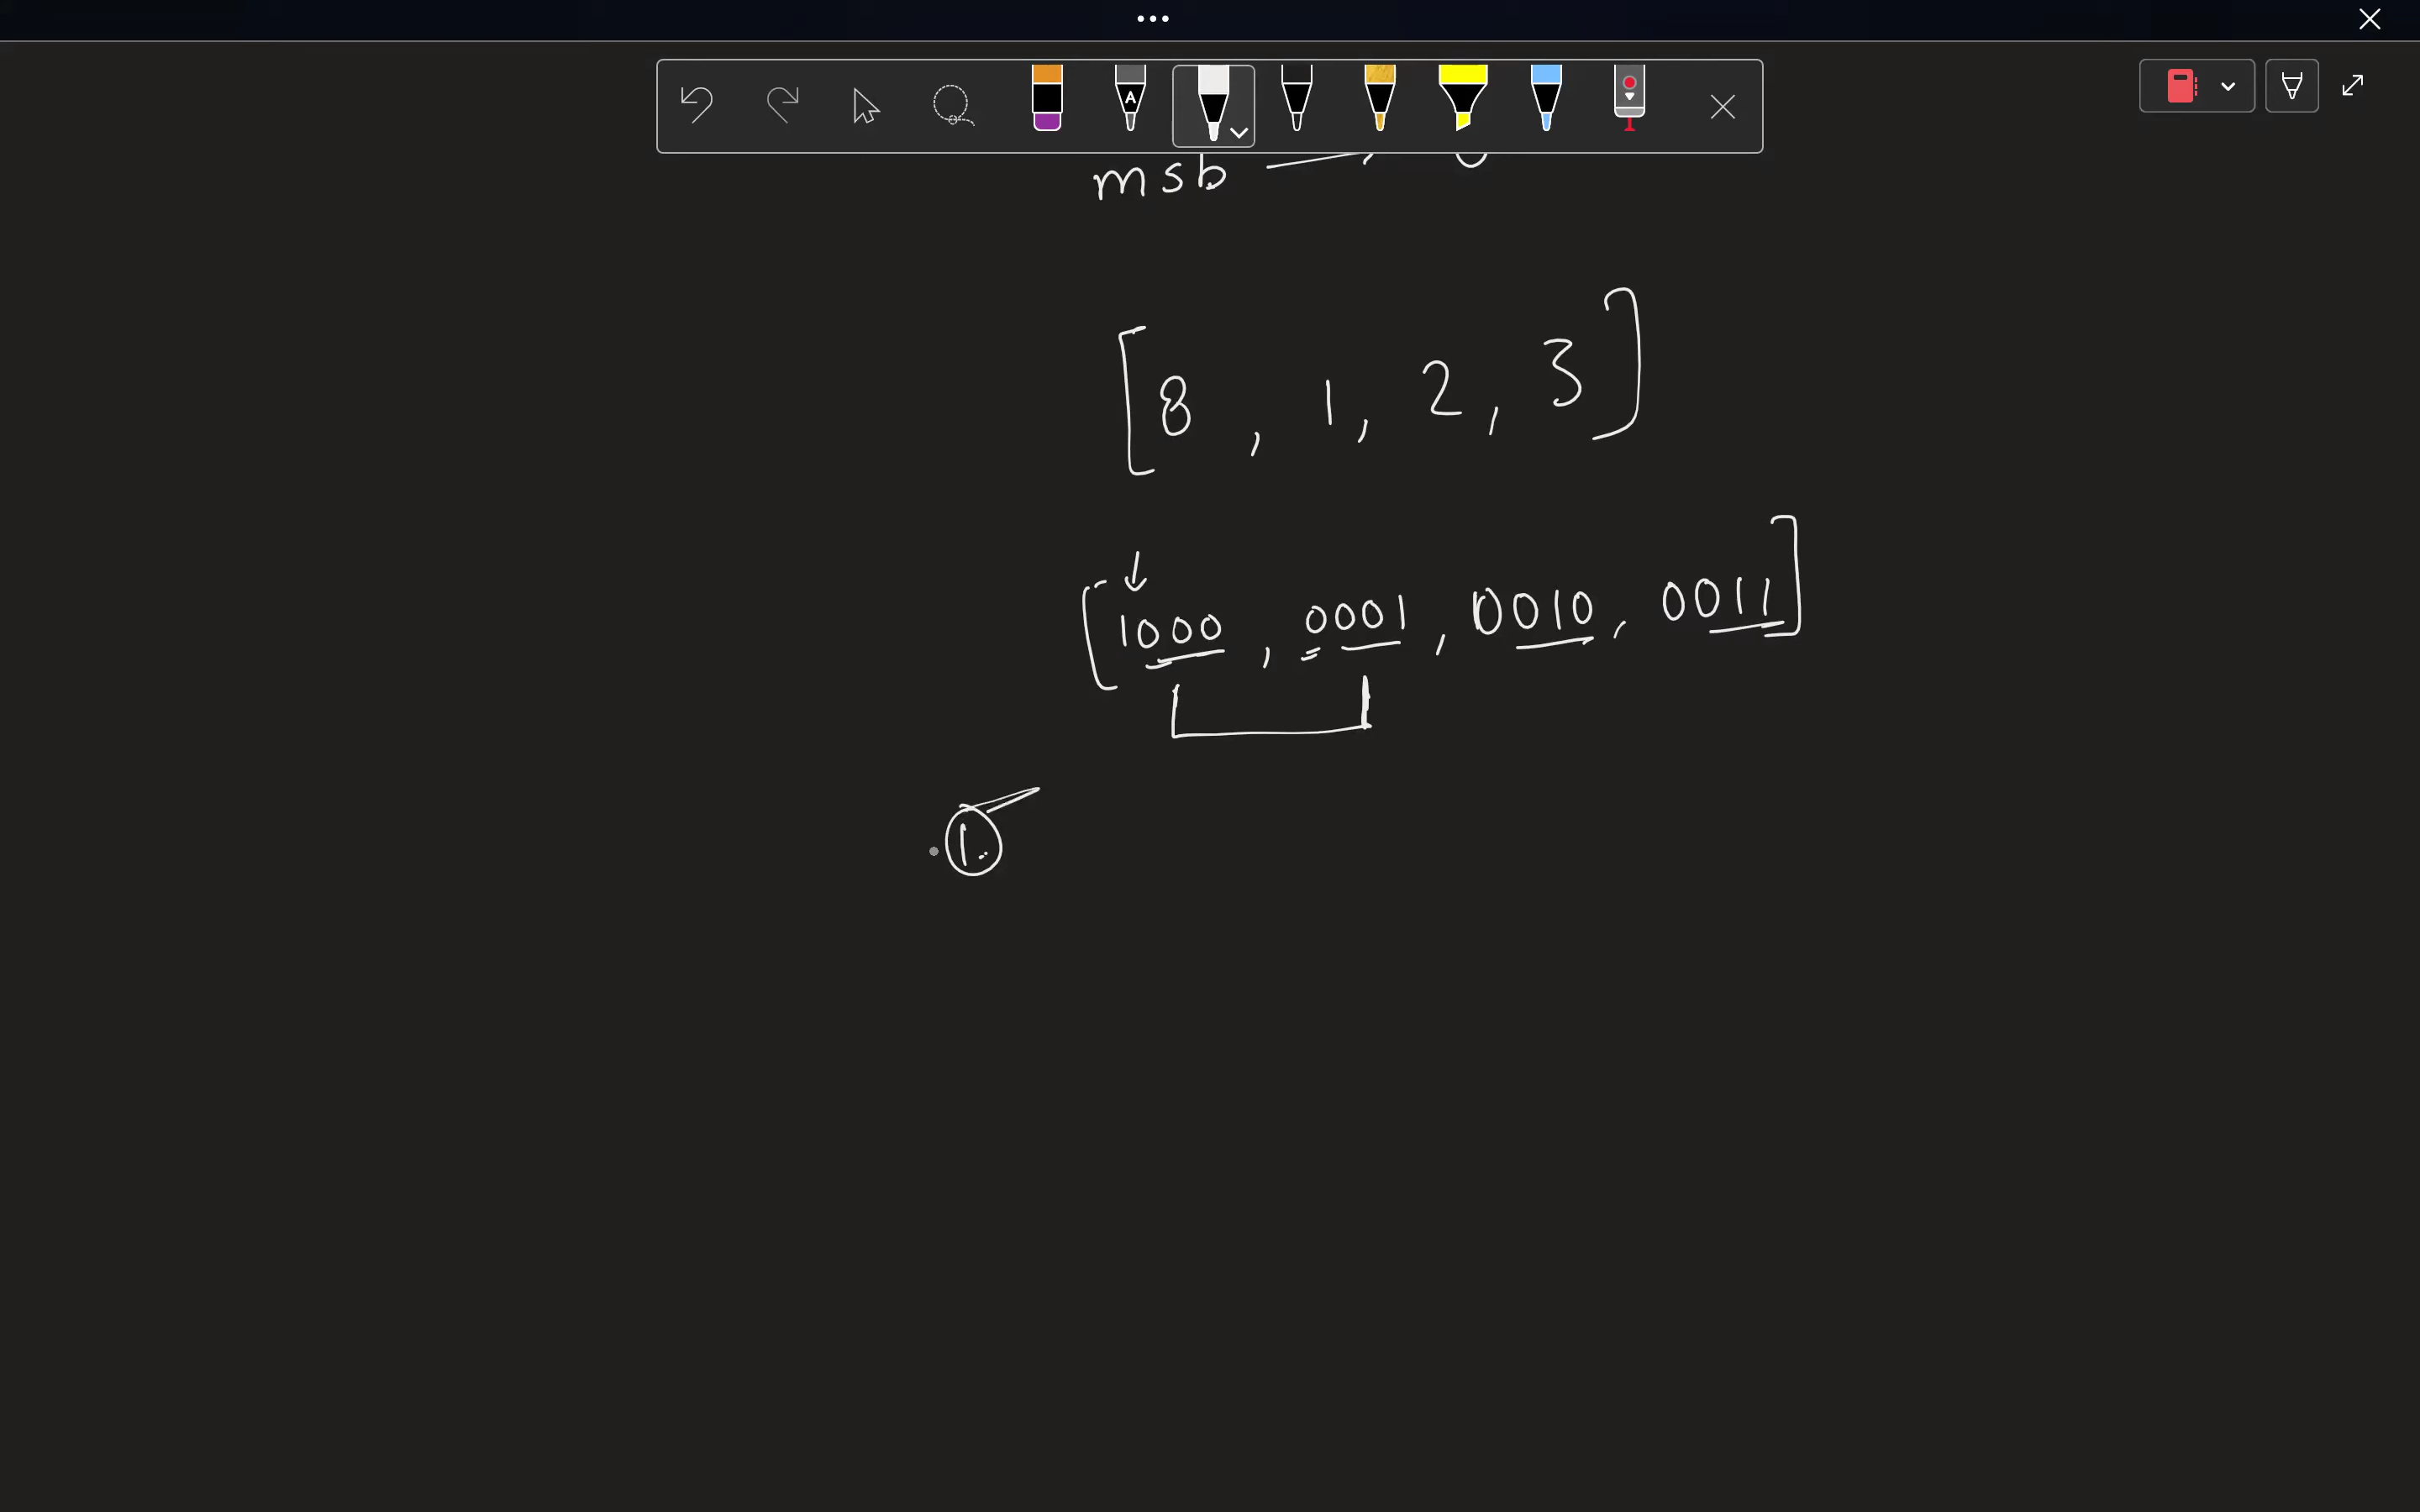 msb
[8, 1, 2, 3]
[1000, 0001, 0010, 0011]
1.